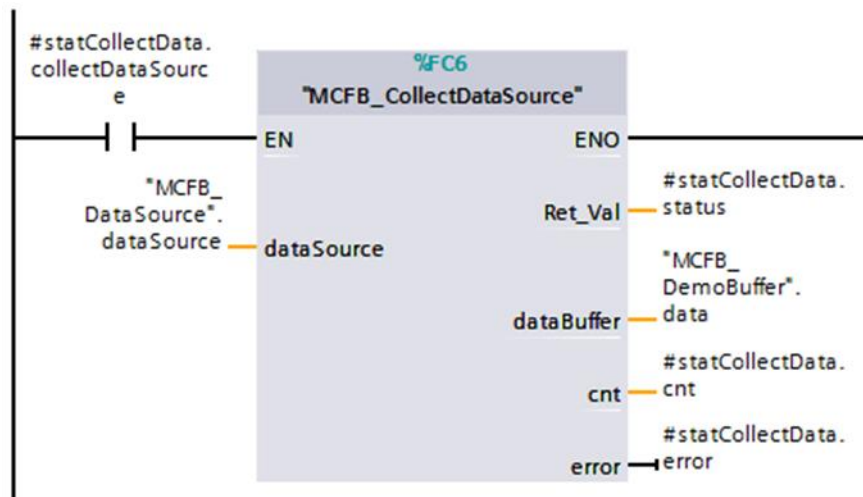 #statCollectData.
collectDataSourc
e
%FC6
"MCFB_CollectDataSource"
EN
ENO
"MCFB_
DataSource".
dataSource
dataSource
Ret_Val
#statCollectData.
status
dataBuffer
"MCFB_
DemoBuffer".
data
cnt
#statCollectData.
cnt
error
#statCollectData.
error